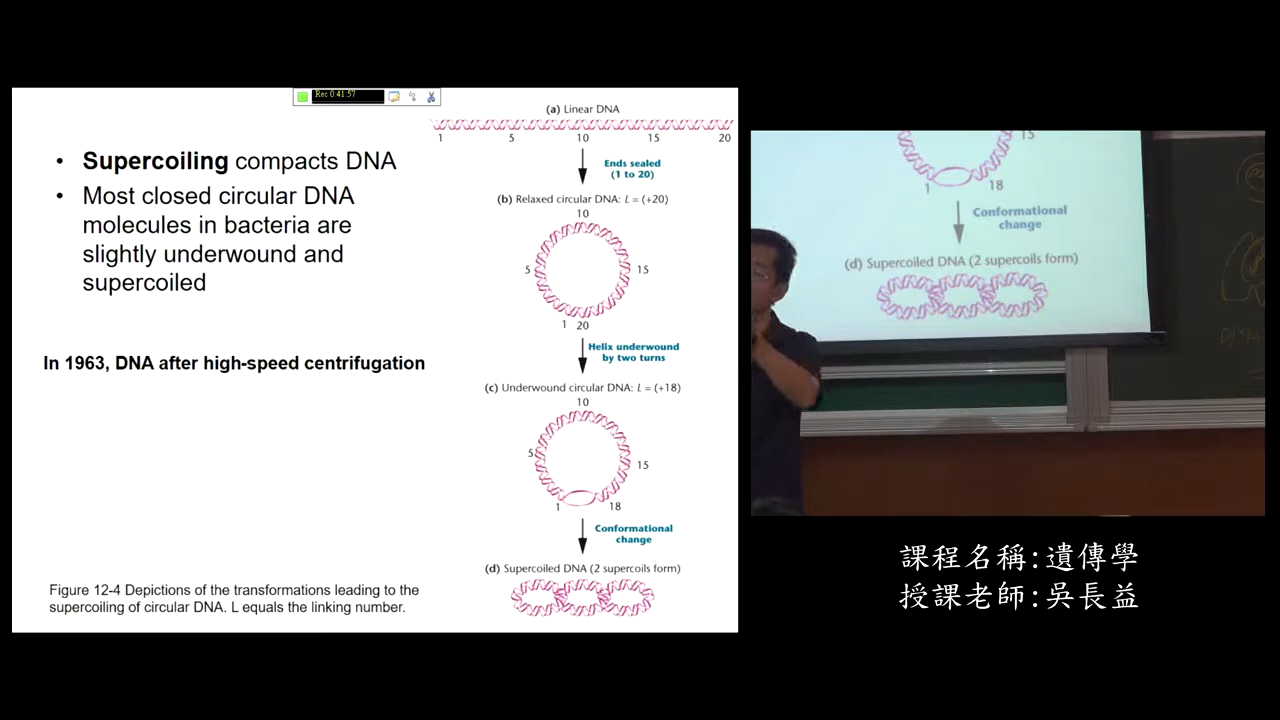 Rec 0:41:57
• Supercoiling compacts DNA
• Most closed circular DNA
molecules in bacteria are
slightly underwound and
supercoiled
In 1963, DNA after high-speed centrifugation
Figure 12-4 Depictions of the transformations leading to the
supercoiling of circular DNA. L equals the linking number.
(a) Linear DNA
1 5 10 15 20
Ends sealed
(1 to 20)
(b) Relaxed circular DNA: L = (+20)
10
5 15
1 20
Helix underwound
by two turns
(c) Underwound circular DNA: L = (+18)
10
5 15
1 18
Conformational
change
(d) Supercoiled DNA (2 supercoils form)
15
1 18
Conformational
change
(d) Supercoiled DNA (2 supercoils form)
課程名稱:遺傳學
授課老師:吳長益